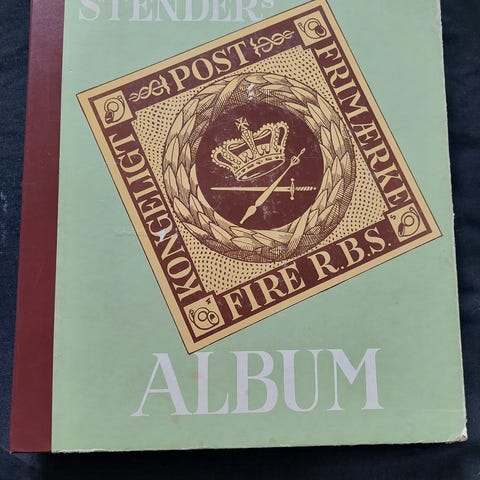 STENDERS
KONGELIGT
POST
FRIMÆRKE
FIRE R.B.S.
ALBUM